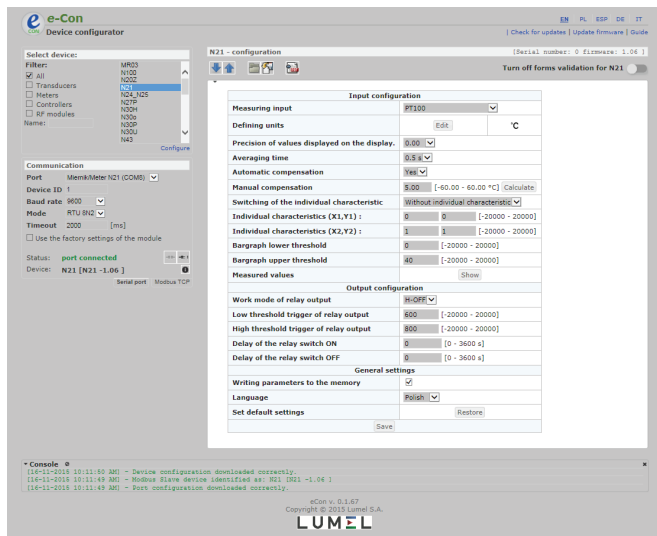 e-Con
Device configurator
EN PL ESP DE IT
| Check for updates | Update firmware | Guide
Select device:
Filter:
All
Transducers
Meters
Controllers
RF modules
Name:
MR03
N100
N20Z
N21
N24_N25
N27P
N30H
N30o
N30P
N30U
N43
Configure
Communication
Port Miernik/Meter N21 (COM8)
Device ID 1
Baud rate 9600
Mode RTU 8N2
Timeout 2000 [ms]
Use the factory settings of the module
Status: port connected
Device: N21 [N21 -1.06 ]
Serial port Modbus TCP
N21 - configuration [Serial number: 0 firmware: 1.06 ]
Turn off forms validation for N21
Input configuration
Measuring input PT100
Defining units Edit °C
Precision of values displayed on the display. 0.00
Averaging time 0.5 s
Automatic compensation Yes
Manual compensation 5.00 [-60.00 - 60.00 °C] Calculate
Switching of the individual characteristic Without individual characteristic
Individual characteristics (X1,Y1) : 0 0 [-20000 - 20000]
Individual characteristics (X2,Y2) : 1 1 [-20000 - 20000]
Bargraph lower threshold 0 [-20000 - 20000]
Bargraph upper threshold 40 [-20000 - 20000]
Measured values Show
Output configuration
Work mode of relay output H-OFF
Low threshold trigger of relay output 600 [-20000 - 20000]
High threshold trigger of relay output 800 [-20000 - 20000]
Delay of the relay switch ON 0 [0 - 3600 s]
Delay of the relay switch OFF 0 [0 - 3600 s]
General settings
Writing parameters to the memory
Language Polish
Set default settings Restore
Save
Console
[16-11-2015 10:11:50 AM] - Device configuration downloaded correctly.
[16-11-2015 10:11:49 AM] - Modbus Slave device identified as: N21 [N21 -1.06 ]
[16-11-2015 10:11:49 AM] - Port configuration downloaded correctly.
eCon v. 0.1.67
Copyright © 2015 Lumel S.A.
LUMEL